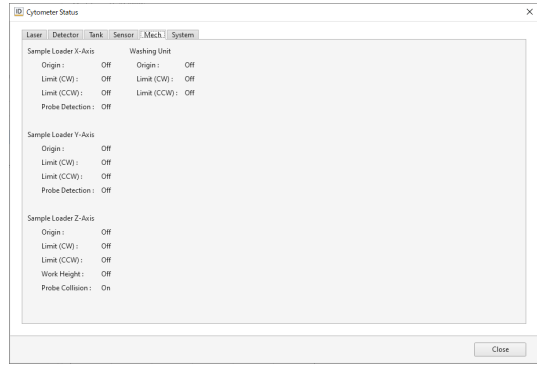 ID Cytometer Status
Laser Detector Tank Sensor Mech. System
Sample Loader X-Axis Washing Unit
Origin : Off Origin : Off
Limit (CW) : Off Limit (CW) : Off
Limit (CCW) : Off Limit (CCW) : Off
Probe Detection : Off
Sample Loader Y-Axis
Origin : Off
Limit (CW) : Off
Limit (CCW) : Off
Probe Detection : Off
Sample Loader Z-Axis
Origin : Off
Limit (CW) : Off
Limit (CCW) : Off
Work Height : Off
Probe Collision : On
Close